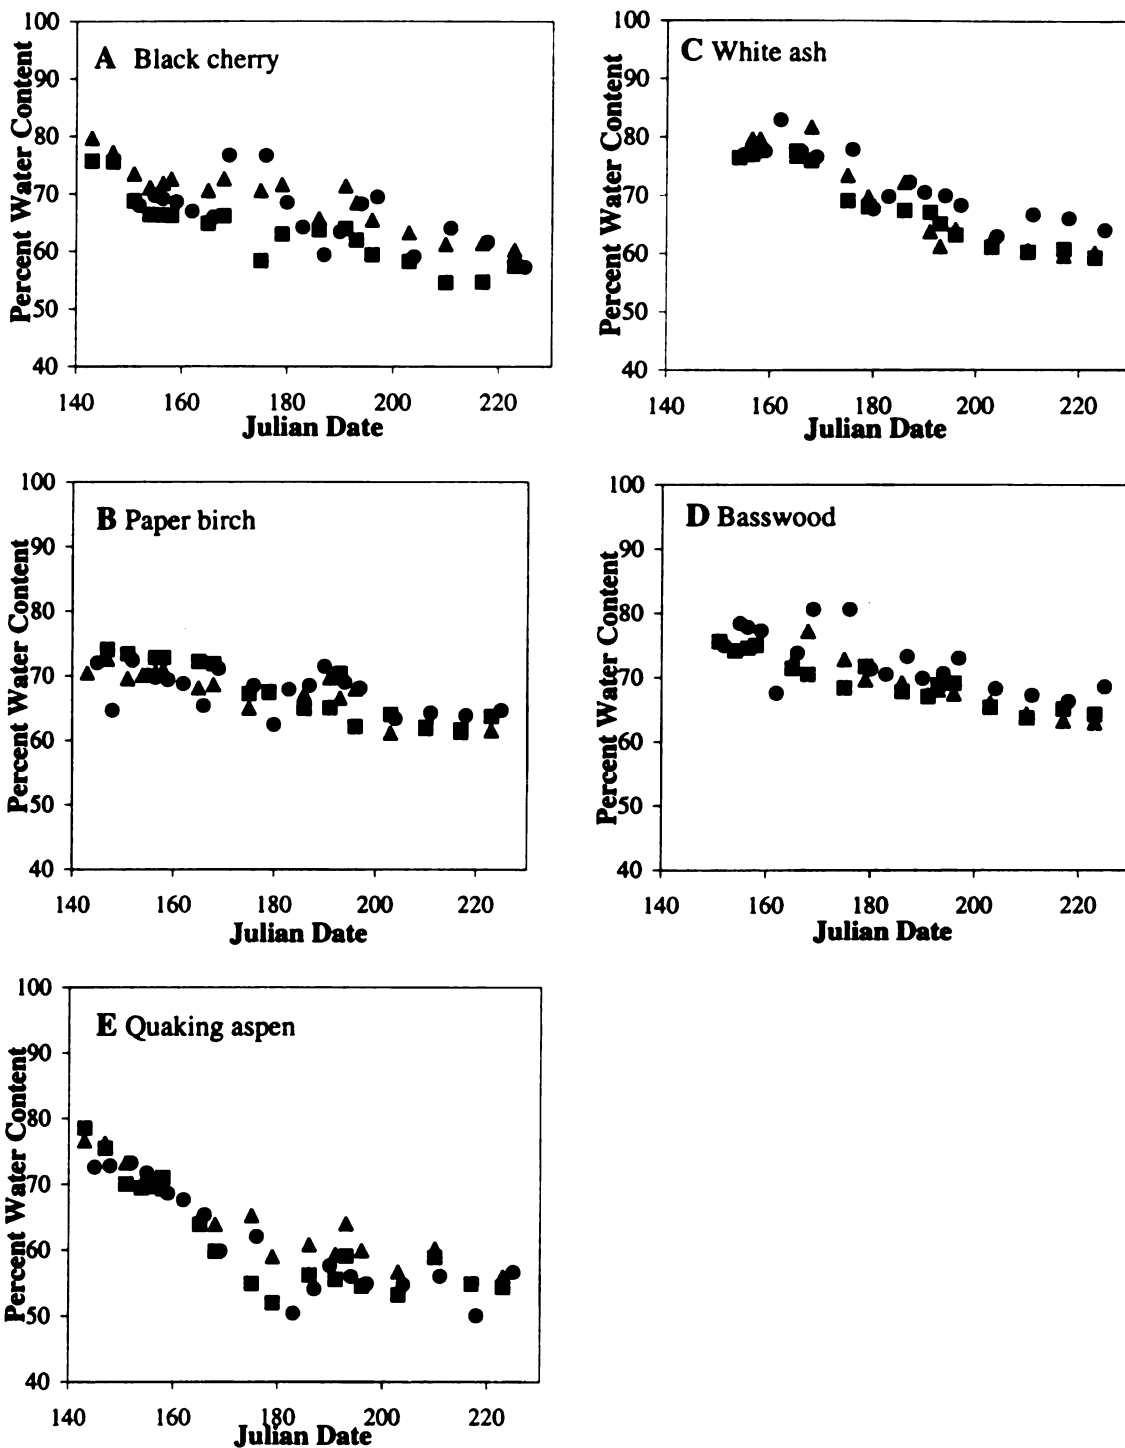 A Black cherry
Percent Water Content
100
90
80
70
60
50
40
140 160 180 200 220
Julian Date
C White ash
Percent Water Content
100
90
80
70
60
50
40
140 160 180 200 220
Julian Date
B Paper birch
Percent Water Content
100
90
80
70
60
50
40
140 160 180 200 220
Julian Date
D Basswood
Percent Water Content
100
90
80
70
60
50
40
140 160 180 200 220
Julian Date
E Quaking aspen
Percent Water Content
100
90
80
70
60
50
40
140 160 180 200 220
Julian Date